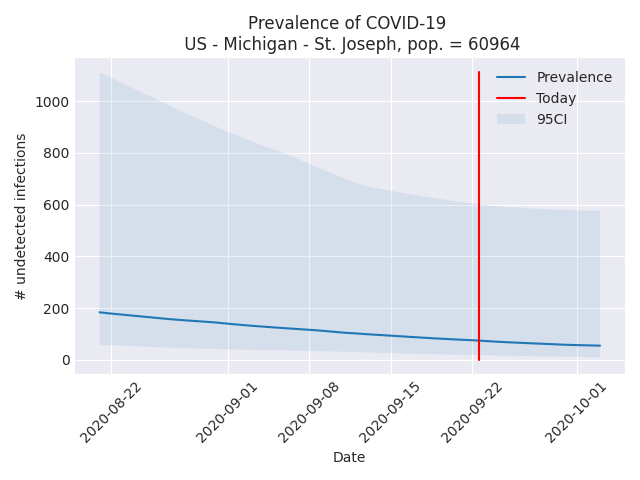 Prevalence of COVID-19
US - Michigan - St. Joseph, pop. = 60964
Prevalence
Today
95CI
# undetected infections
1000
800
600
400
200
0
2020-08-22
2020-09-01
2020-09-08
2020-09-15
2020-09-22
2020-10-01
Date